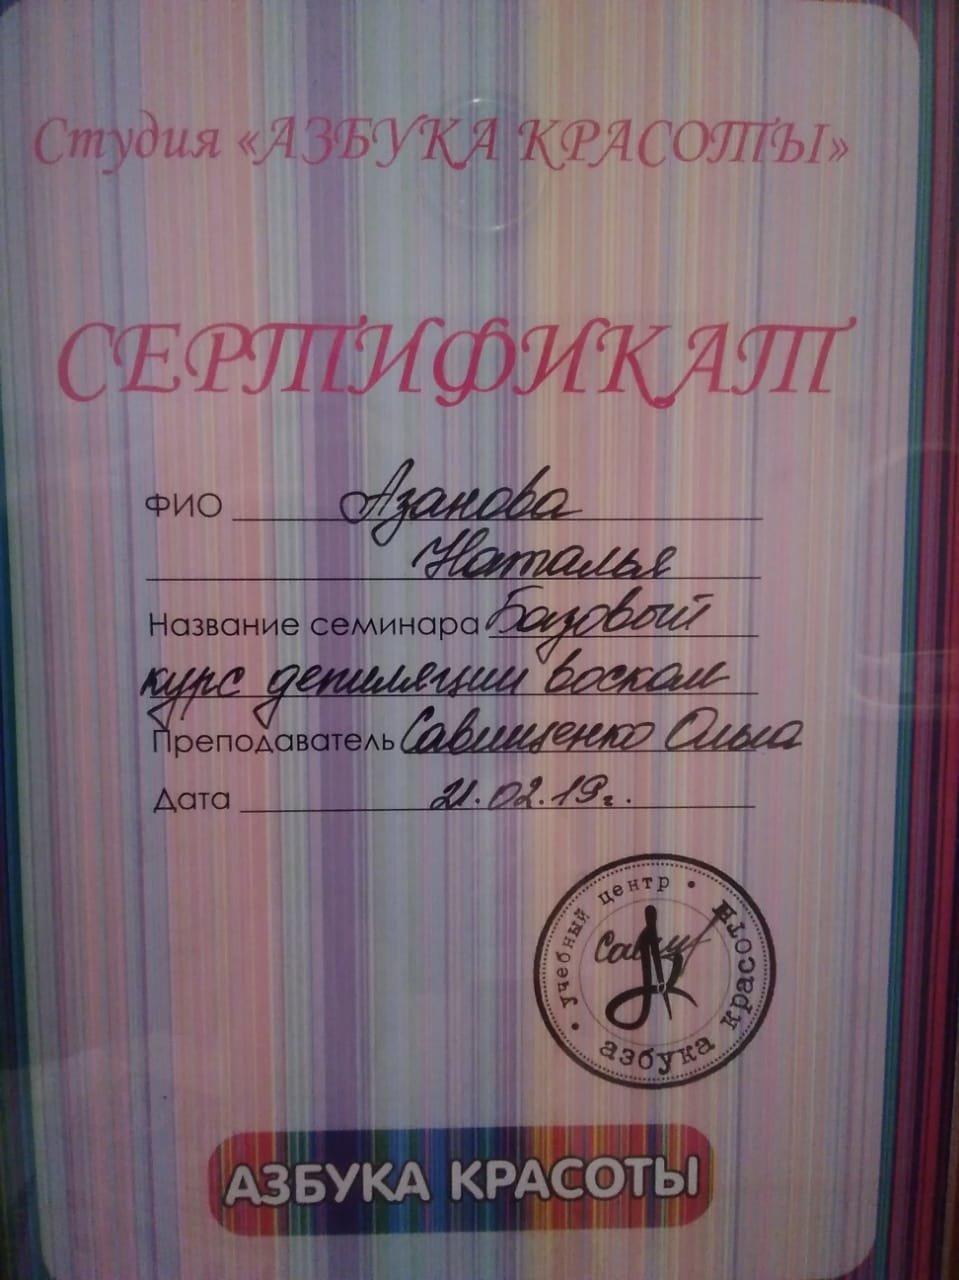 Студия «АЗБУКА КРАСОТЫ»
СЕРТИФИКАТ
ФИО Азанова
Наталья
Название семинара Базовый
курс депиляции воском
Преподаватель Савищенко Ольга
Дата 21.02.19г.
• учебный центр •
азбука красоты
АЗБУКА КРАСОТЫ